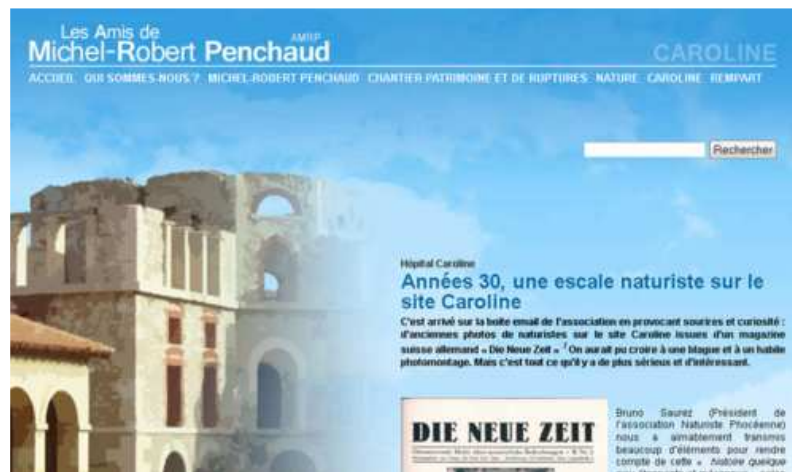 Les Amis de
AMRP
Michel-Robert Penchaud
CAROLINE
ACCUEIL QUI SOMMES-NOUS ? MICHEL-ROBERT PENCHAUD CHANTIER PATRIMOINE ET DE RUPTURES NATURE CAROLINE REMPART
Rechercher
Hôpital Caroline
Années 30, une escale naturiste sur le
site Caroline
C'est arrivé sur la boite email de l'association en provocant sourires et curiosité :
d'anciennes photos de naturistes sur le site Caroline issues d'un magazine
suisse allemand « Die Neue Zeit » 1 On aurait pu croire à une blague et à un habile
photomontage. Mais c'est tout ce qu'il y a de plus sérieux et d'intéressant.
DIE NEUE ZEIT
Bruno Saurez (Président de
l'association Naturiste Phocéenne)
nous a aimablement transmis
beaucoup d'éléments pour rendre
compte de cette « histoire quelque